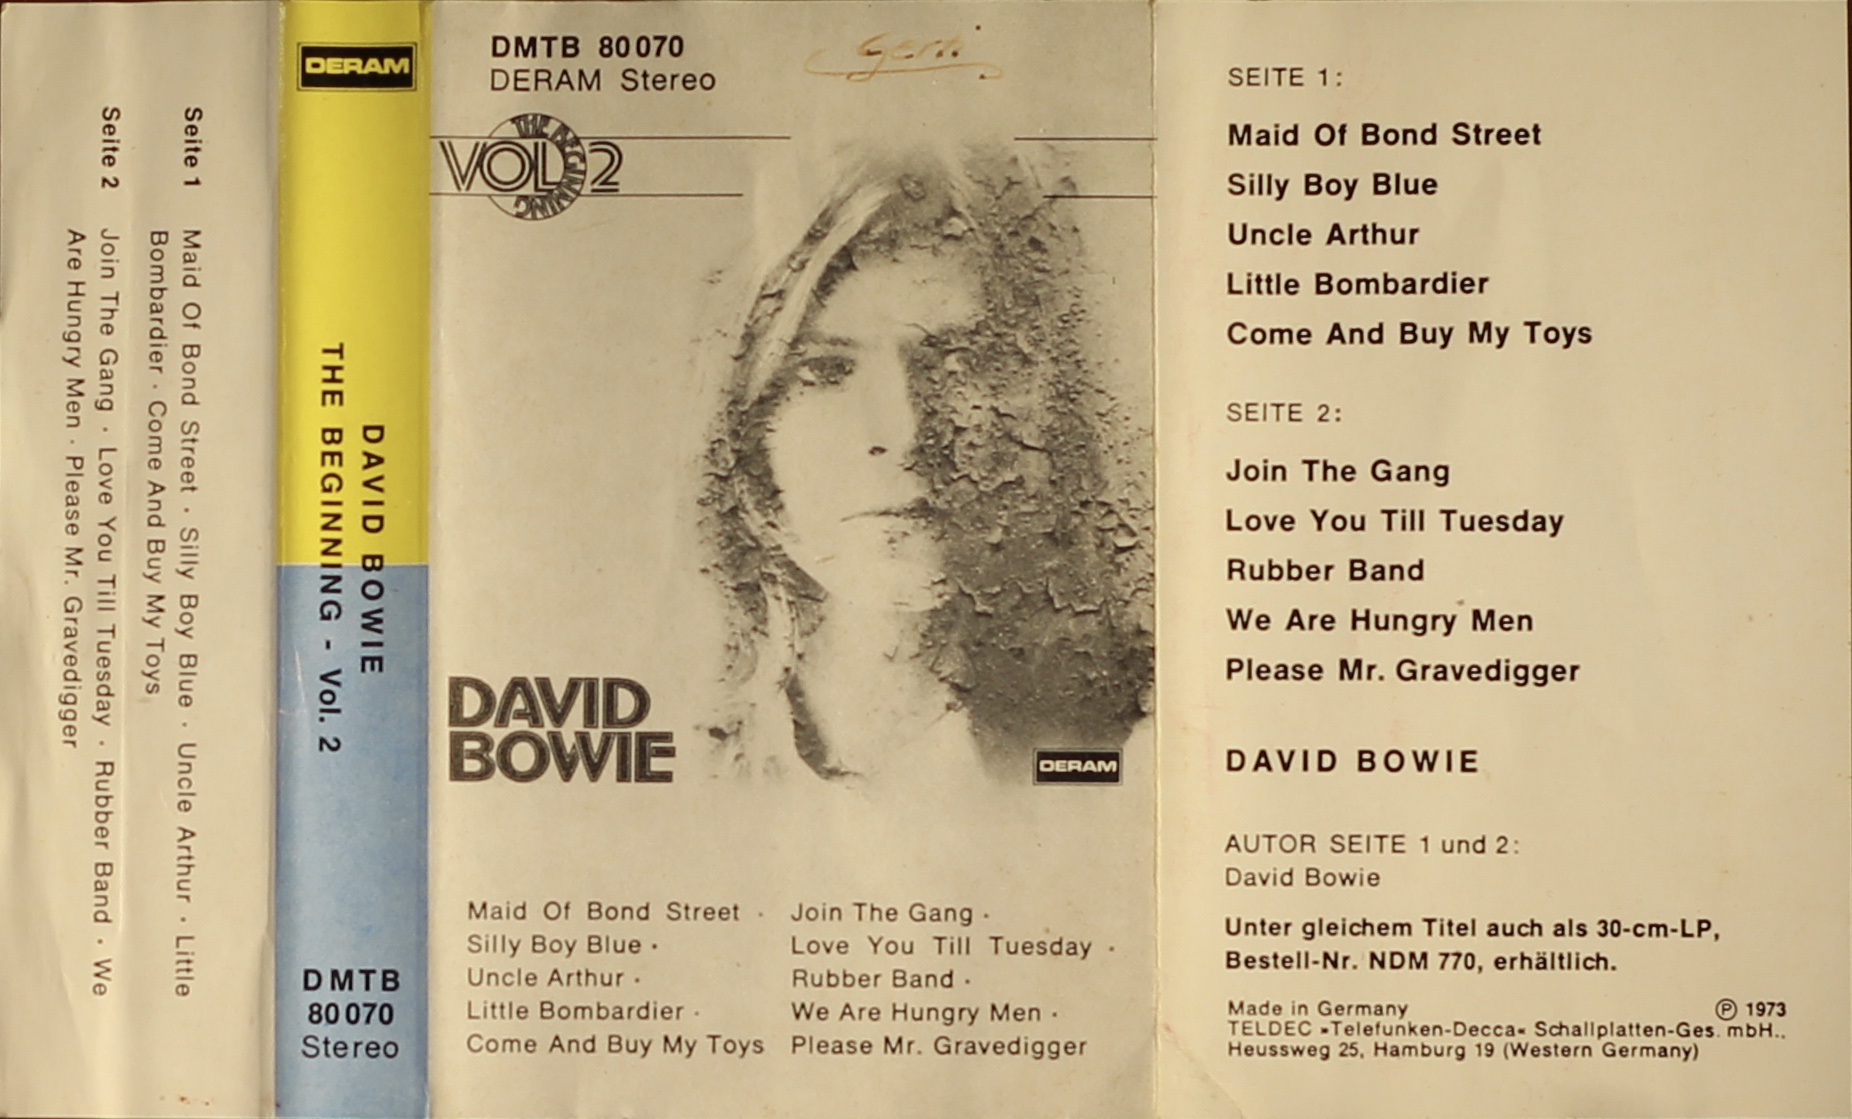 Seite 1 Maid Of Bond Street · Silly Boy Blue · Uncle Arthur · Little
Bombardier · Come And Buy My Toys
Seite 2 Join The Gang · Love You Till Tuesday · Rubber Band · We
Are Hungry Men · Please Mr. Gravedigger
DERAM
DAVID BOWIE
THE BEGINNING - Vol. 2
DMTB
80070
Stereo
DMTB 80070
DERAM Stereo
Gerti
THE BEGINNING
VOL 2
DAVID
BOWIE
DERAM
Maid Of Bond Street ·
Silly Boy Blue ·
Uncle Arthur ·
Little Bombardier ·
Come And Buy My Toys
Join The Gang ·
Love You Till Tuesday ·
Rubber Band ·
We Are Hungry Men ·
Please Mr. Gravedigger
SEITE 1:
Maid Of Bond Street
Silly Boy Blue
Uncle Arthur
Little Bombardier
Come And Buy My Toys
SEITE 2:
Join The Gang
Love You Till Tuesday
Rubber Band
We Are Hungry Men
Please Mr. Gravedigger
DAVID BOWIE
AUTOR SEITE 1 und 2:
David Bowie
Unter gleichem Titel auch als 30-cm-LP,
Bestell-Nr. NDM 770, erhältlich.
Made in Germany ℗ 1973
TELDEC »Telefunken-Decca« Schallplatten-Ges. mbH.,
Heussweg 25, Hamburg 19 (Western Germany)